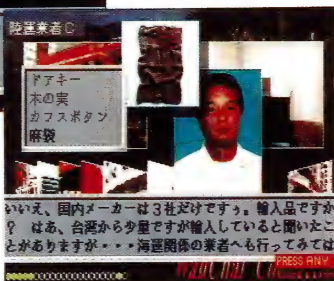 陸運業者C
ドアキー
木の実
カフスボタン
麻袋
いいえ、国内メーカーは3社だけですぅ。輸入品ですか
？　はあ、台湾から少量ですが輸入していると聞いたこ
とがありますが・・・海運関係の業者へも行ってみては
PRESS ANY